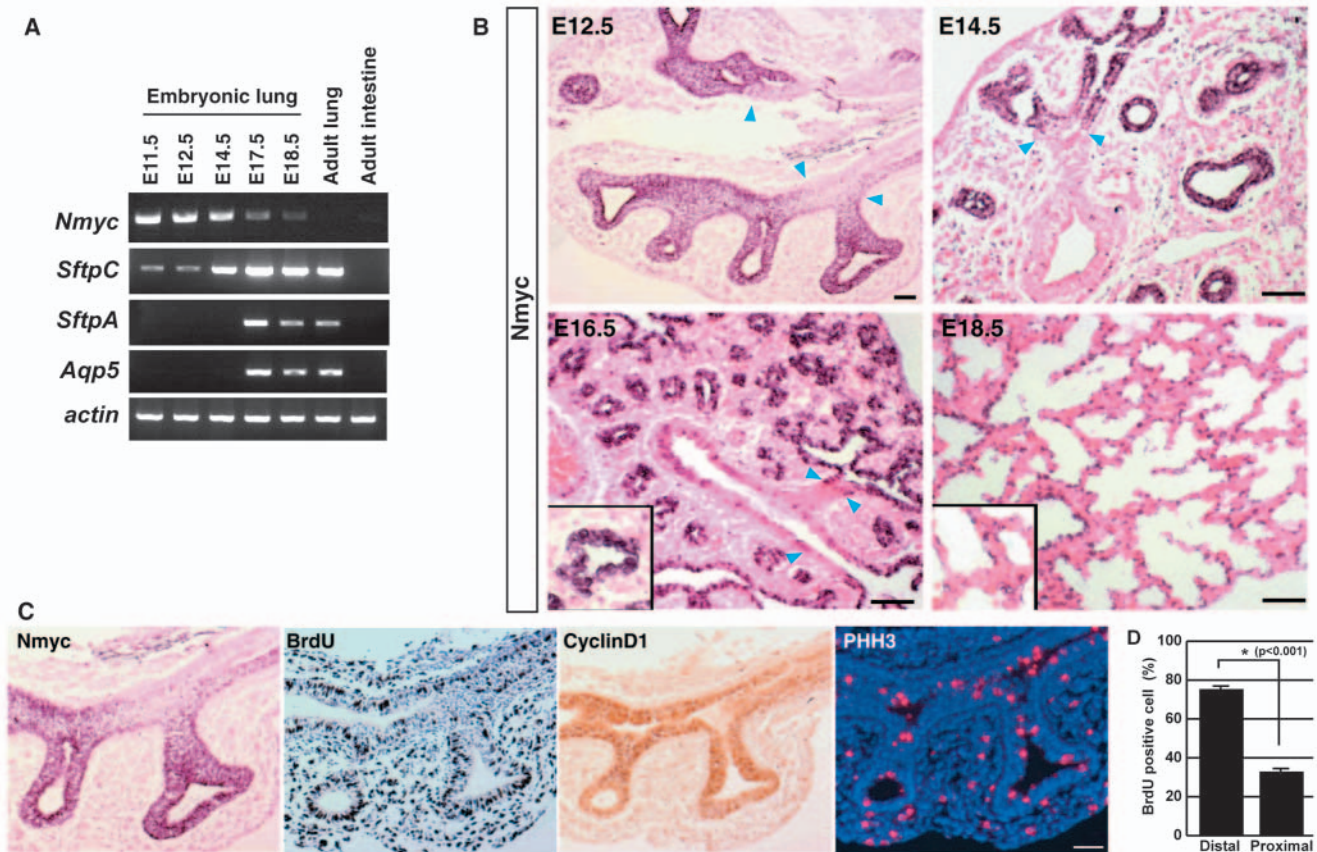 A
Embryonic lung
E11.5
E12.5
E14.5
E17.5
E18.5
Adult lung
Adult intestine
Nmyc
SftpC
SftpA
Aqp5
actin
B
Nmyc
E12.5
E14.5
E16.5
E18.5
C
Nmyc
BrdU
CyclinD1
PHH3
D
BrdU positive cell (%)
100
80
60
40
20
0
* (p<0.001)
Distal Proximal